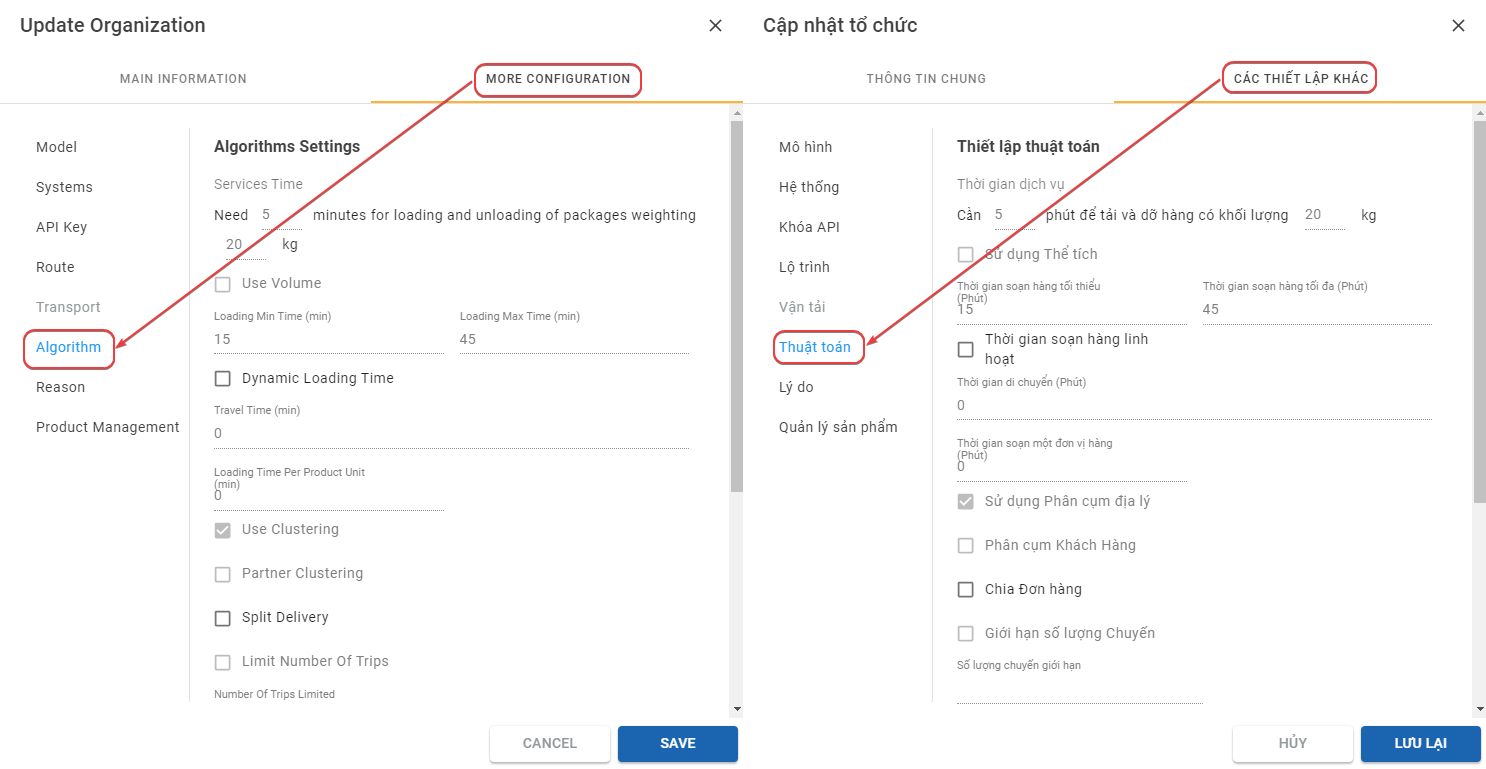 Update Organization
MAIN INFORMATION
MORE CONFIGURATION
Model
Systems
API Key
Route
Transport
Algorithm
Reason
Product Management
Algorithms Settings
Services Time
Need 5 minutes for loading and unloading of packages weighting
20 kg
Use Volume
Loading Min Time (min)
15
Loading Max Time (min)
45
Dynamic Loading Time
Travel Time (min)
0
Loading Time Per Product Unit
(min)
0
Use Clustering
Partner Clustering
Split Delivery
Limit Number Of Trips
Number Of Trips Limited
CANCEL
SAVE
Cập nhật tổ chức
THÔNG TIN CHUNG
CÁC THIẾT LẬP KHÁC
Mô hình
Hệ thống
Khóa API
Lộ trình
Vận tải
Thuật toán
Lý do
Quản lý sản phẩm
Thiết lập thuật toán
Thời gian dịch vụ
Cần 5 phút để tải và dỡ hàng có khối lượng 20 kg
Sử dụng Thể tích
Thời gian soạn hàng tối thiểu
(Phút)
15
Thời gian soạn hàng tối đa (Phút)
45
Thời gian soạn hàng linh
hoạt
Thời gian di chuyển (Phút)
0
Thời gian soạn một đơn vị hàng
(Phút)
0
Sử dụng Phân cụm địa lý
Phân cụm Khách Hàng
Chia Đơn hàng
Giới hạn số lượng Chuyến
Số lượng chuyến giới hạn
HỦY
LƯU LẠI